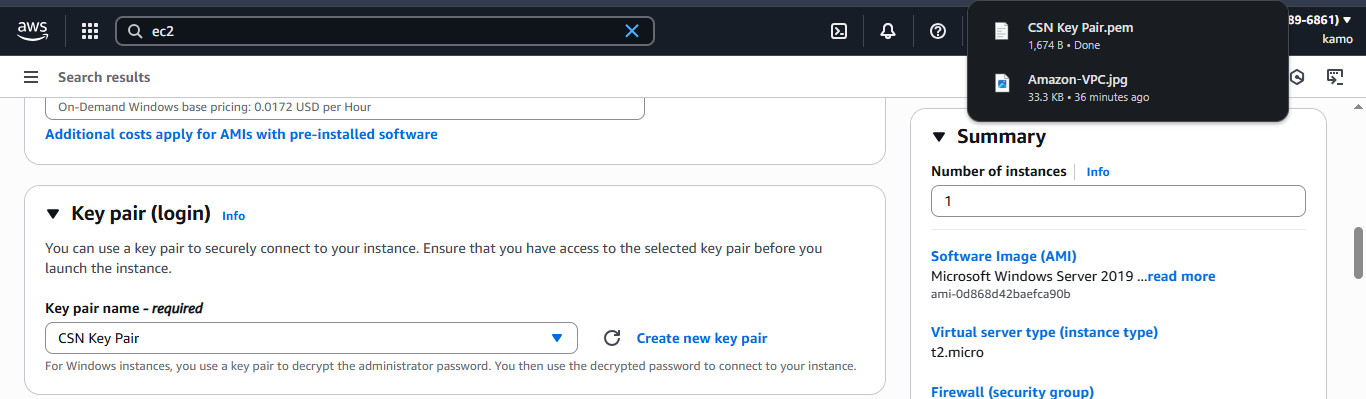 aws
ec2
CSN Key Pair.pem
1,674 B • Done
Amazon-VPC.jpg
33.3 KB • 36 minutes ago
89-6861)
kamo
Search results
On-Demand Windows base pricing: 0.0172 USD per Hour
Additional costs apply for AMIs with pre-installed software
Key pair (login) Info
You can use a key pair to securely connect to your instance. Ensure that you have access to the selected key pair before you
launch the instance.
Key pair name - required
CSN Key Pair
Create new key pair
For Windows instances, you use a key pair to decrypt the administrator password. You then use the decrypted password to connect to your instance.
Summary
Number of instances Info
1
Software Image (AMI)
Microsoft Windows Server 2019 ...read more
ami-0d868d42baefca90b
Virtual server type (instance type)
t2.micro
Firewall (security group)